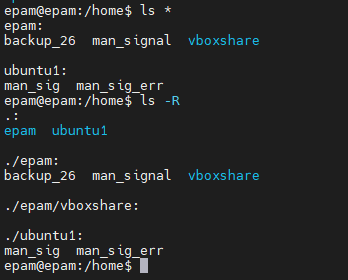 epam@epam:/home$ ls *
epam:
backup_26  man_signal  vboxshare

ubuntu1:
man_sig  man_sig_err
epam@epam:/home$ ls -R
.:
epam  ubuntu1

./epam:
backup_26  man_signal  vboxshare

./epam/vboxshare:

./ubuntu1:
man_sig  man_sig_err
epam@epam:/home$